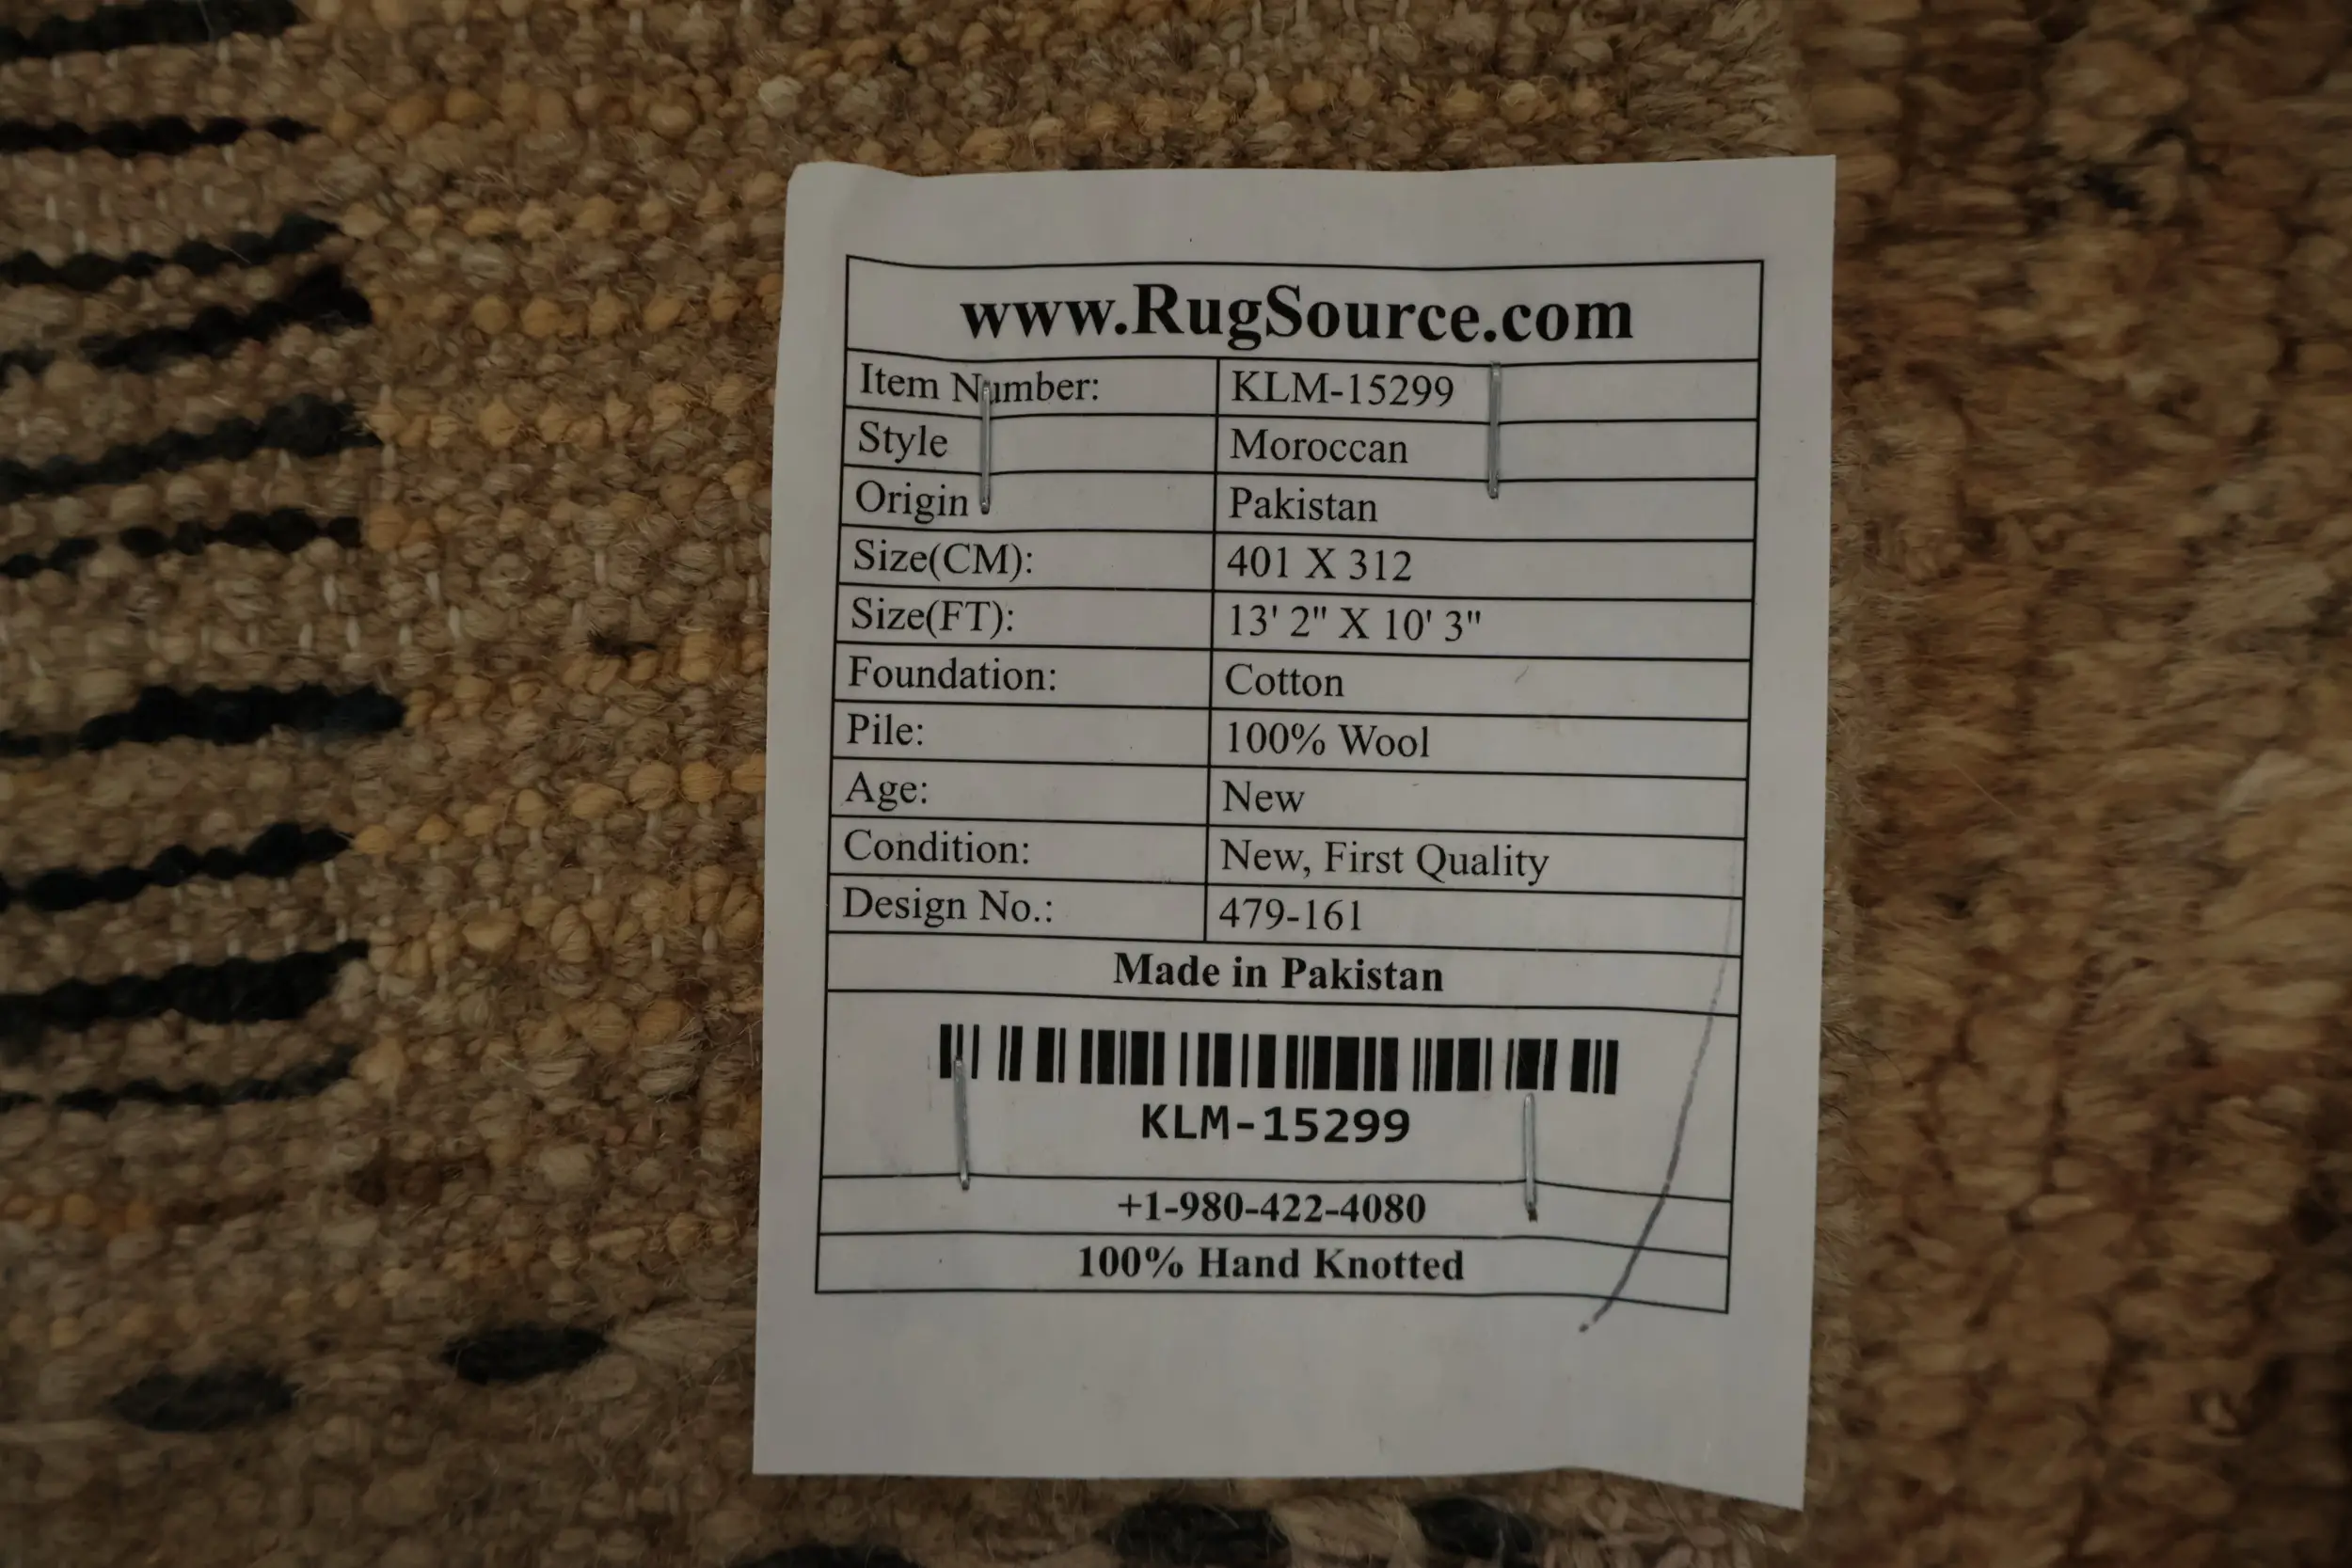 www.RugSource.com
Item Number: KLM-15299
Style Moroccan
Origin Pakistan
Size(CM): 401 X 312
Size(FT): 13' 2" X 10' 3"
Foundation: Cotton
Pile: 100% Wool
Age: New
Condition: New, First Quality
Design No.: 479-161
Made in Pakistan
KLM-15299
+1-980-422-4080
100% Hand Knotted